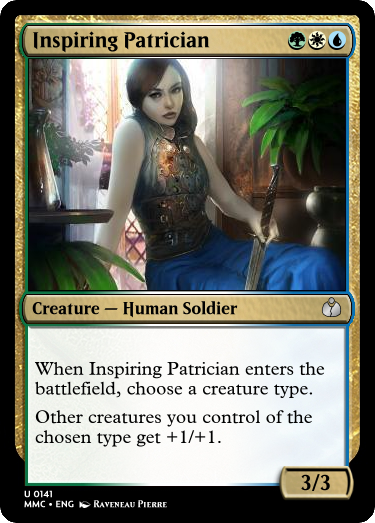 Inspiring Patrician
Creature — Human Soldier
When Inspiring Patrician enters the
battlefield, choose a creature type.
Other creatures you control of the
chosen type get +1/+1.
3/3
U 0141
MMC • ENG Raveneau Pierre